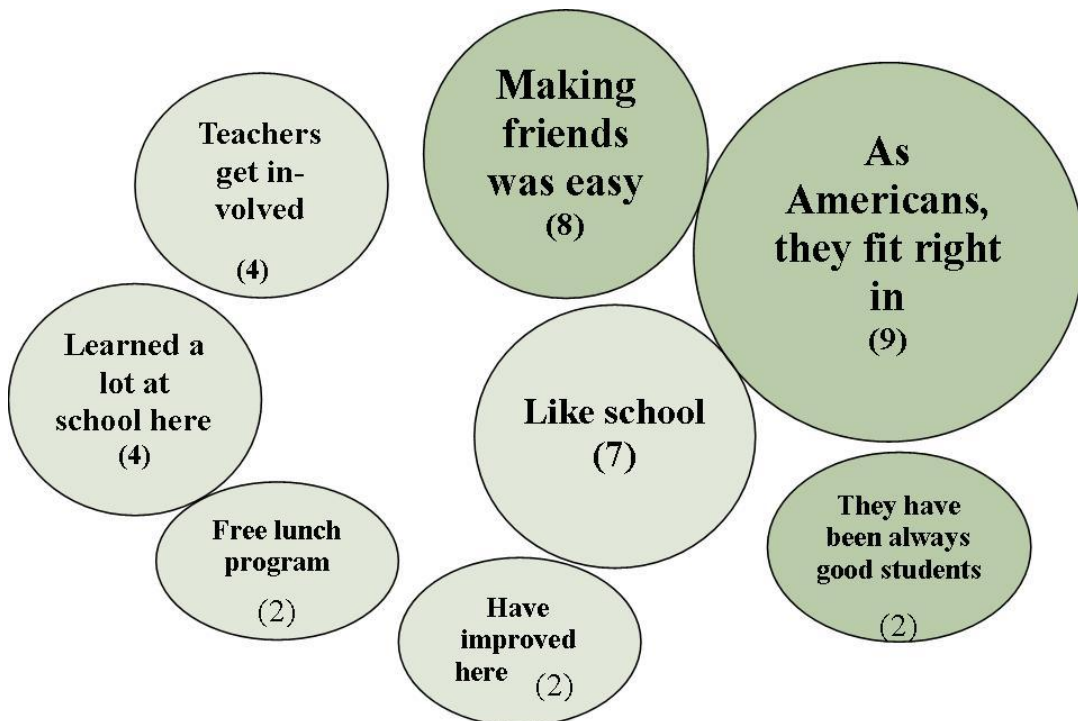 Teachers
get in-
volved
(4)
Making
friends
was easy
(8)
As
Americans,
they fit right
in
(9)
Learned a
lot at
school here
(4)
Like school
(7)
Free lunch
program
(2)
Have
improved
here (2)
They have
been always
good students
(2)